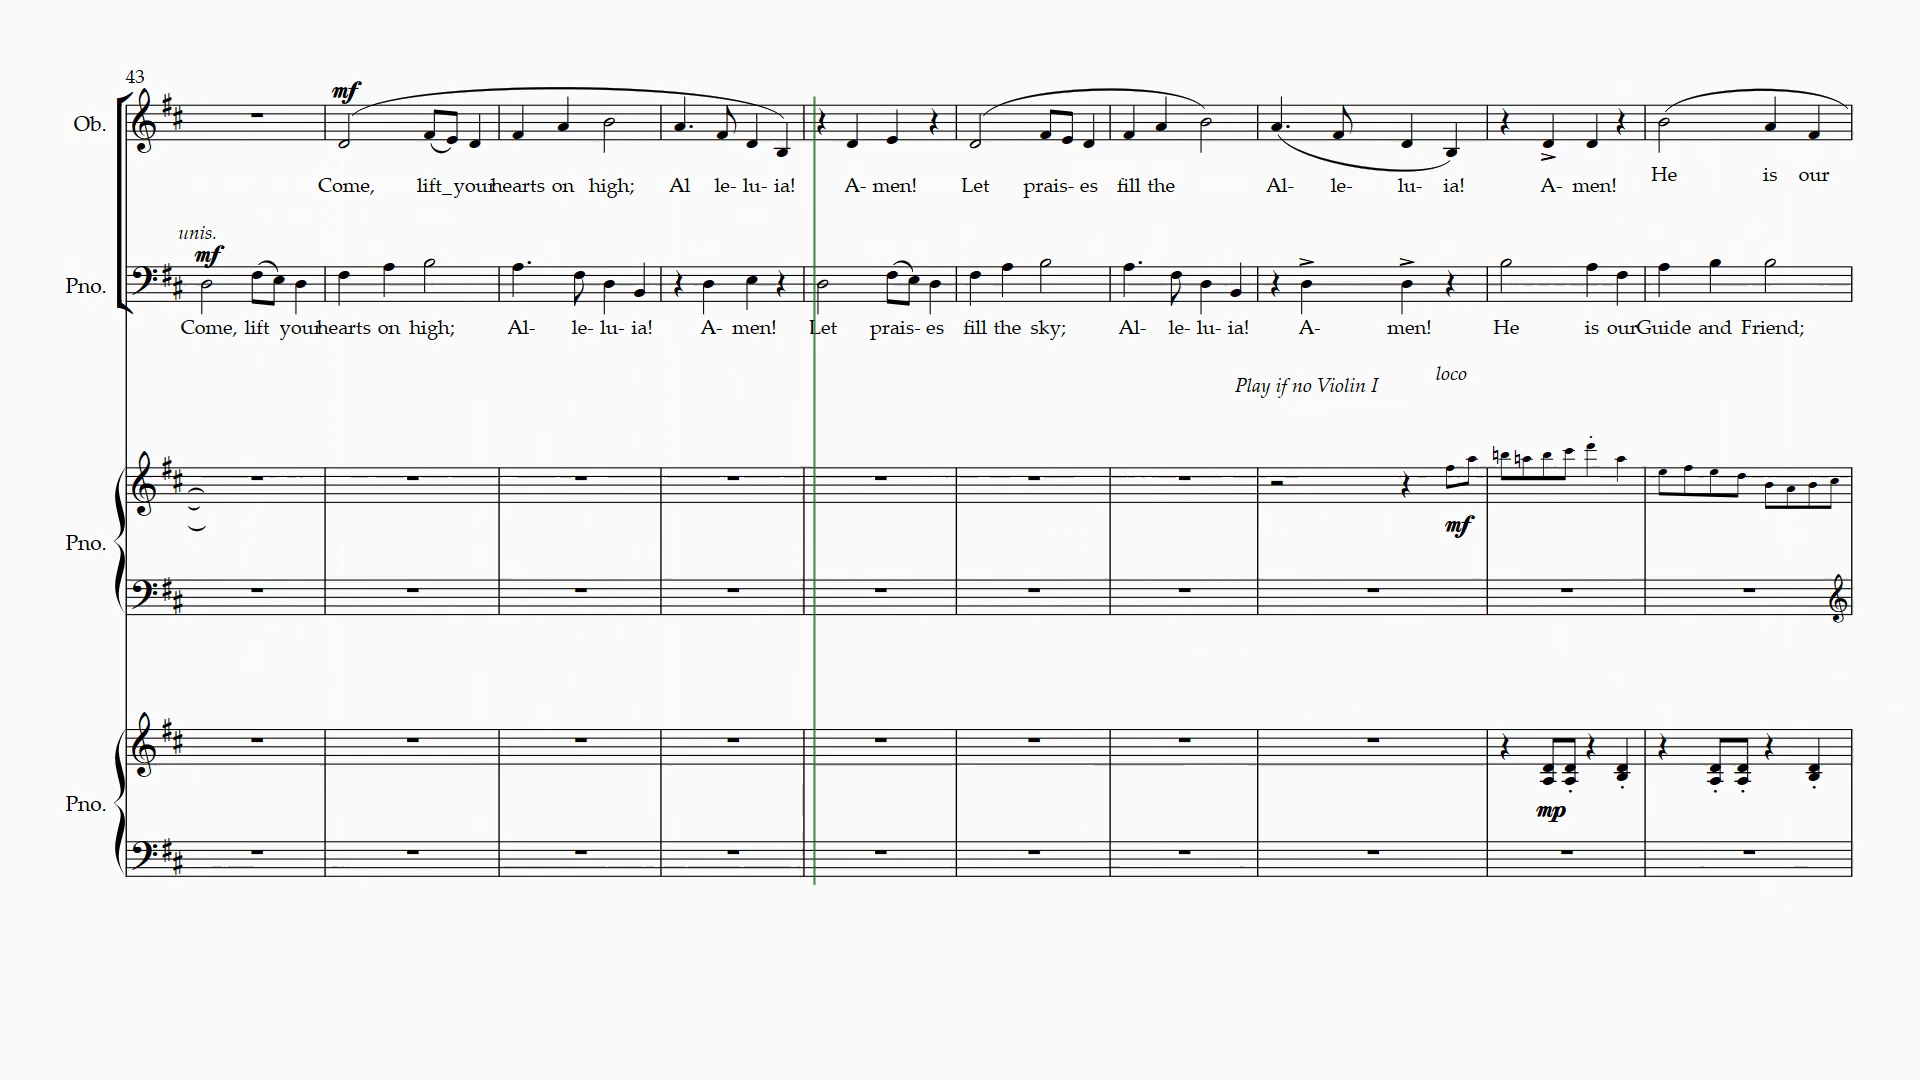 43
mf
Ob.
Come, lift_your hearts on high; Al le- lu- ia! A- men! Let prais- es fill the Al- le- lu- ia! A- men! He is our
unis.
mf
Pno.
Come, lift your hearts on high; Al- le- lu- ia! A- men! Let prais- es fill the sky; Al- le- lu- ia! A- men! He is our Guide and Friend;
Play if no Violin I loco
mf
Pno.
mp
Pno.